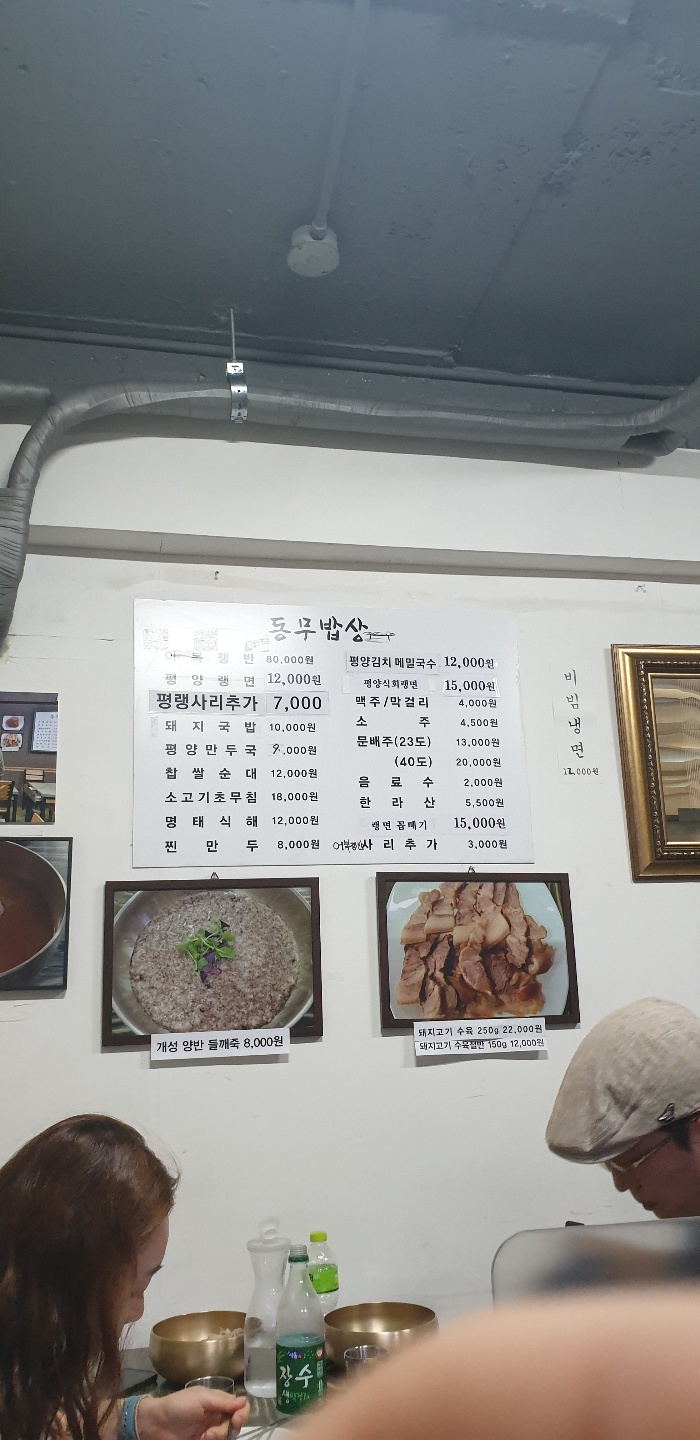 동무밥상
어복쟁반 80,000원
평양랭면 12,000원
평랭사리추가 7,000
돼지국밥 10,000원
평양만두국 9,000원
찹쌀순대 12,000원
소고기초무침 18,000원
명태식해 12,000원
찐만두 8,000원
평양김치메밀국수 12,000원
평양식회랭면 15,000원
맥주/막걸리 4,000원
소주 4,500원
문배주(23도) 13,000원
(40도) 20,000원
음료수 2,000원
한라산 5,500원
랭면 꼽빼기 15,000원
사리추가 3,000원
비빔냉면
12,000원
개성 양반 들깨죽 8,000원
돼지고기 수육 250g 22,000원
돼지고기 수육절반 150g 12,000원
장수